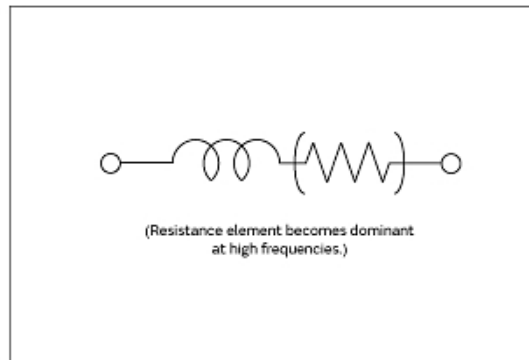 (Resistance element becomes dominant
at high frequencies.)